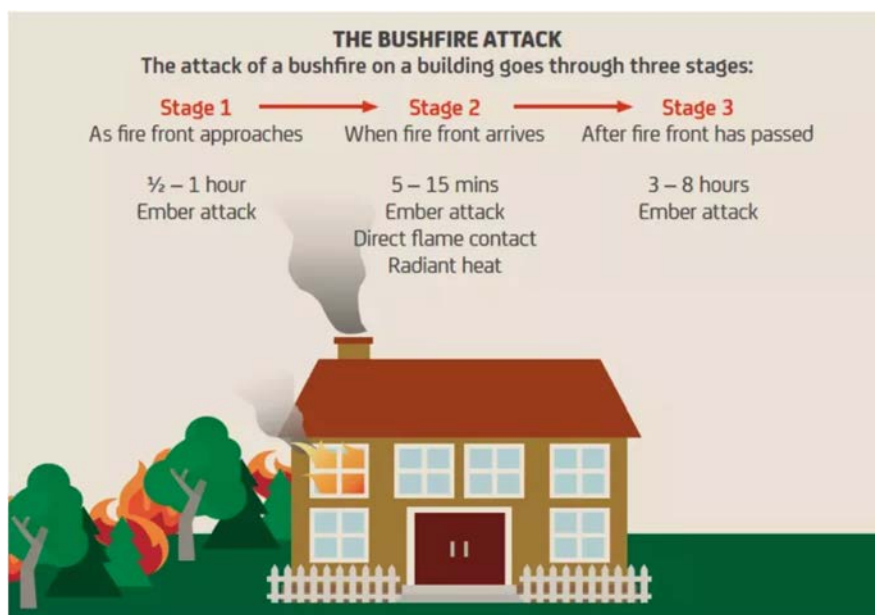 THE BUSHFIRE ATTACK
The attack of a bushfire on a building goes through three stages:
Stage 1
As fire front approaches
½ – 1 hour
Ember attack
Stage 2
When fire front arrives
5 – 15 mins
Ember attack
Direct flame contact
Radiant heat
Stage 3
After fire front has passed
3 – 8 hours
Ember attack